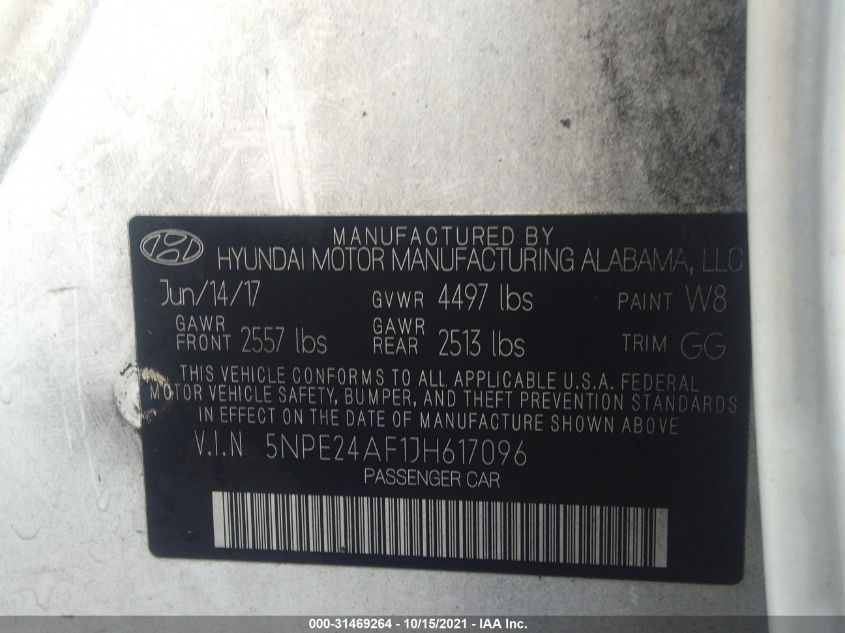 MANUFACTURED BY
HYUNDAI MOTOR MANUFACTURING ALABAMA, LLC
Jun/14/17 GVWR 4497 lbs PAINT W8
GAWR FRONT 2557 lbs GAWR REAR 2513 lbs TRIM GG
THIS VEHICLE CONFORMS TO ALL APPLICABLE U.S.A. FEDERAL
MOTOR VEHICLE SAFETY, BUMPER, AND THEFT PREVENTION STANDARDS
IN EFFECT ON THE DATE OF MANUFACTURE SHOWN ABOVE
V.I.N 5NPE24AF1JH617096
PASSENGER CAR
000-31469264 - 10/15/2021 - IAA Inc.